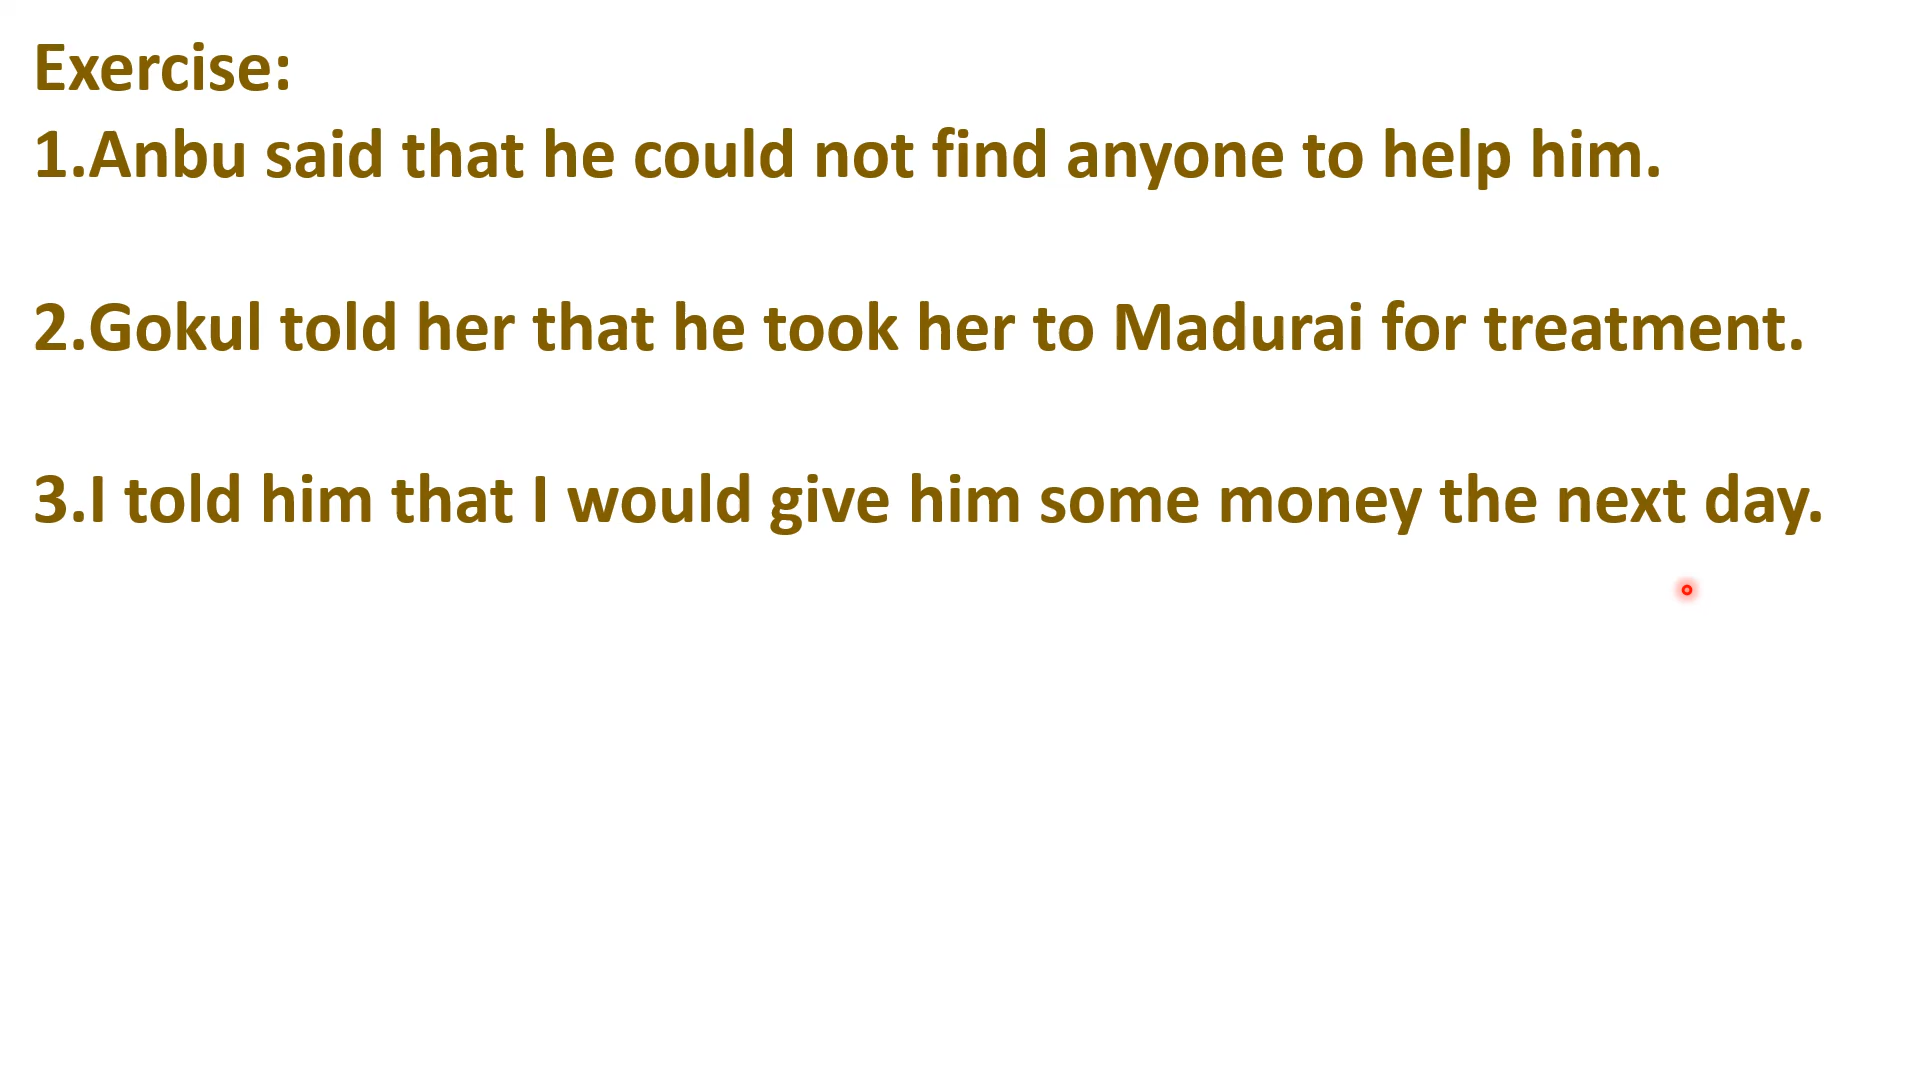 Exercise:
1.Anbu said that he could not find anyone to help him.
2.Gokul told her that he took her to Madurai for treatment.
3.I told him that I would give him some money the next day.